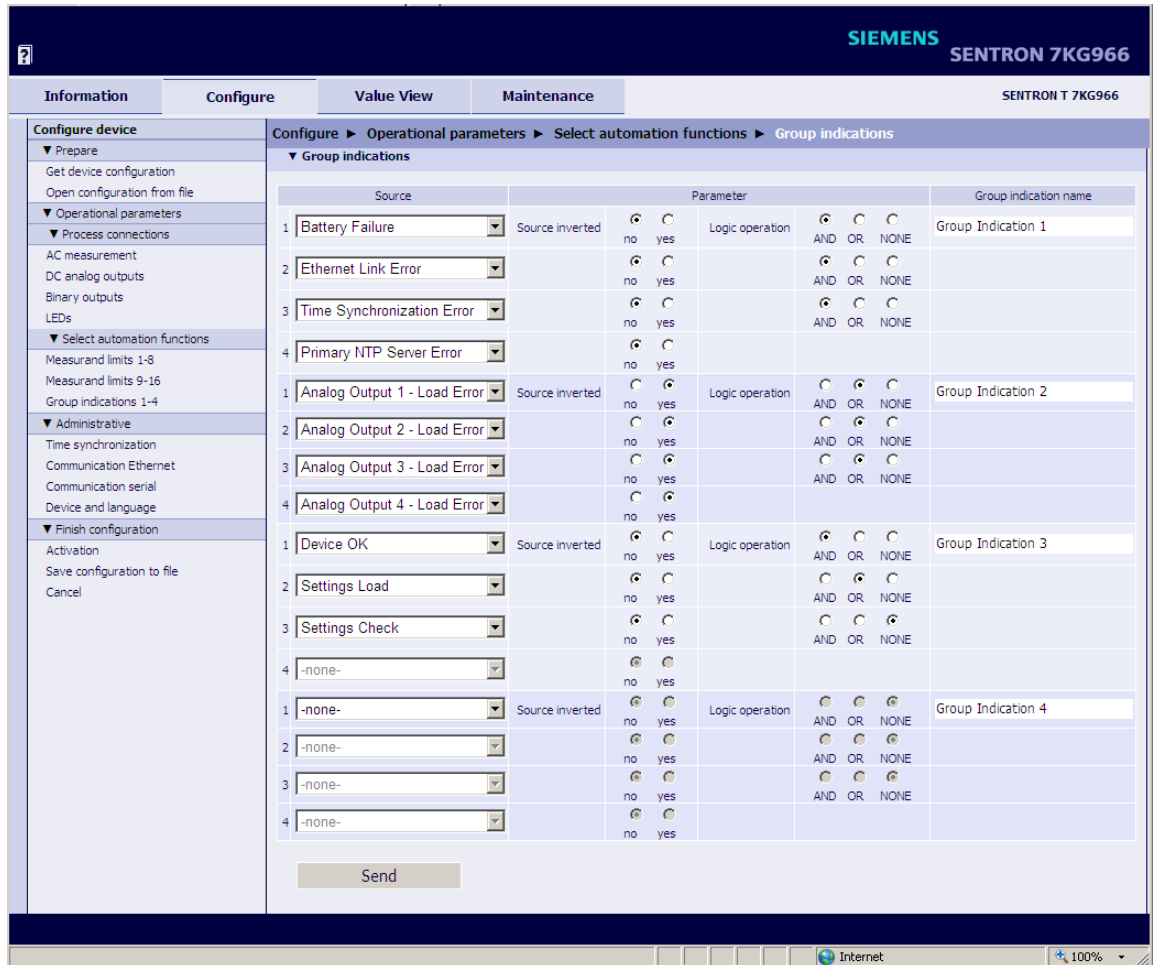 SIEMENS
SENTRON 7KG966
Information Configure Value View Maintenance SENTRON T 7KG966
Configure device
▼ Prepare
Get device configuration
Open configuration from file
▼ Operational parameters
▼ Process connections
AC measurement
DC analog outputs
Binary outputs
LEDs
▼ Select automation functions
Measurand limits 1-8
Measurand limits 9-16
Group indications 1-4
▼ Administrative
Time synchronization
Communication Ethernet
Communication serial
Device and language
▼ Finish configuration
Activation
Save configuration to file
Cancel
Configure ► Operational parameters ► Select automation functions ► Group indications
▼ Group indications
Source Parameter Group indication name
1 Battery Failure Source inverted no yes Logic operation AND OR NONE Group Indication 1
2 Ethernet Link Error no yes AND OR NONE
3 Time Synchronization Error no yes AND OR NONE
4 Primary NTP Server Error no yes
1 Analog Output 1 - Load Error Source inverted no yes Logic operation AND OR NONE Group Indication 2
2 Analog Output 2 - Load Error no yes AND OR NONE
3 Analog Output 3 - Load Error no yes AND OR NONE
4 Analog Output 4 - Load Error no yes
1 Device OK Source inverted no yes Logic operation AND OR NONE Group Indication 3
2 Settings Load no yes AND OR NONE
3 Settings Check no yes AND OR NONE
4 -none- no yes
1 -none- Source inverted no yes Logic operation AND OR NONE Group Indication 4
2 -none- no yes AND OR NONE
3 -none- no yes AND OR NONE
4 -none- no yes
Send
Internet 100%